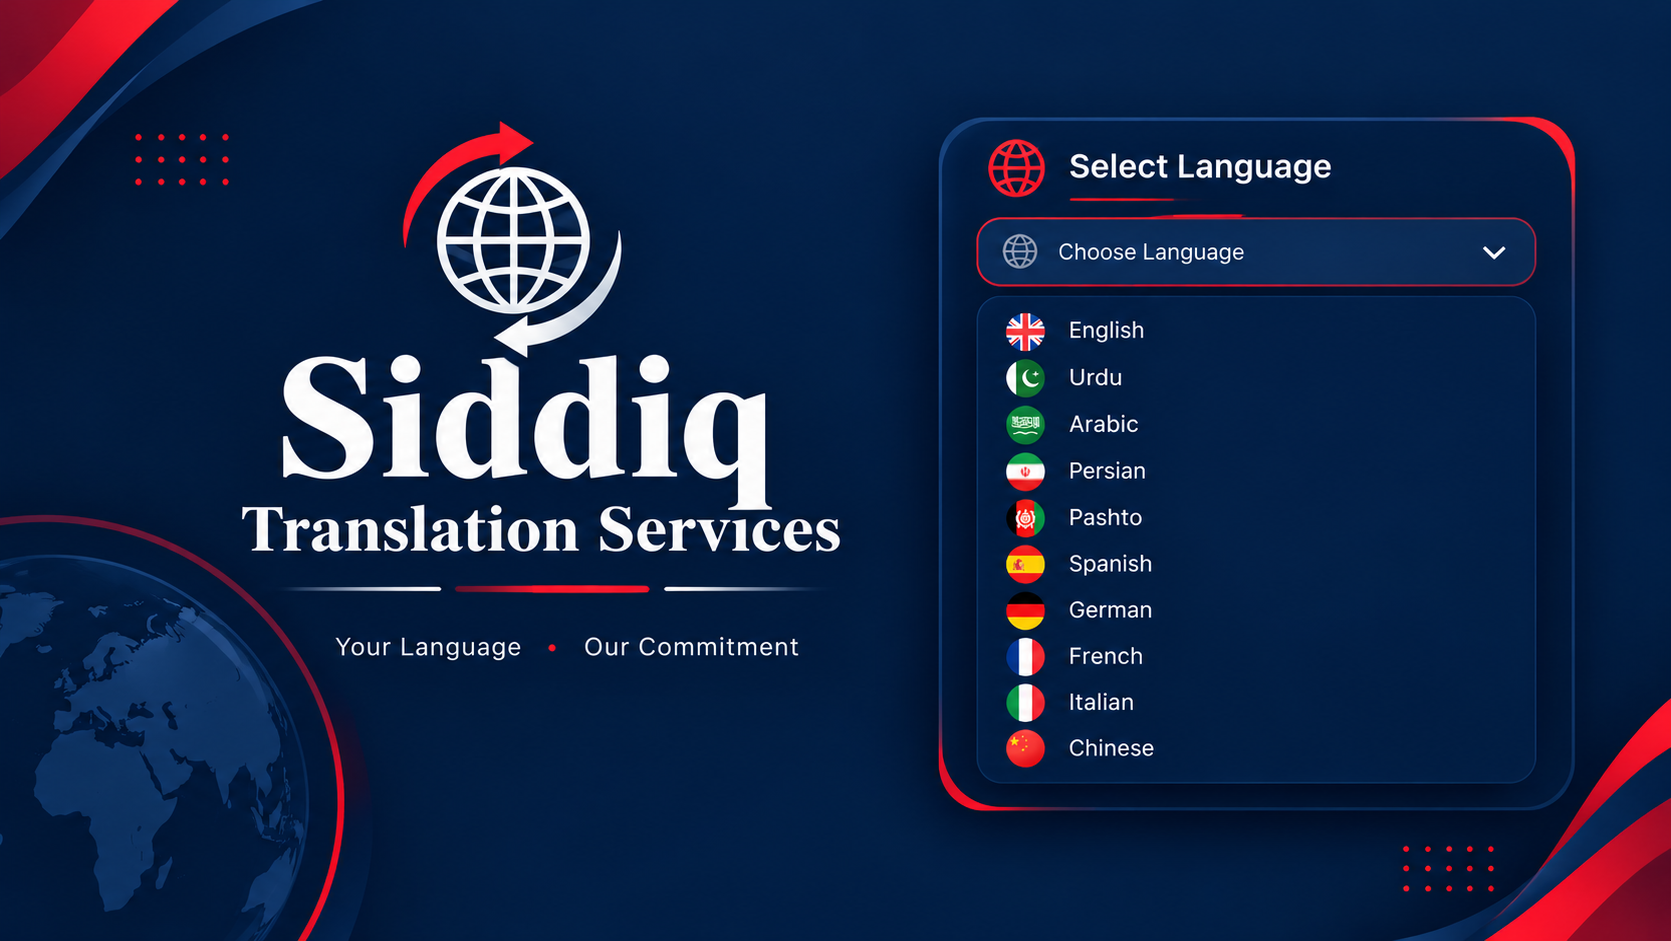 Siddiq
Translation Services
Your Language • Our Commitment
Select Language
Choose Language
English
Urdu
Arabic
Persian
Pashto
Spanish
German
French
Italian
Chinese